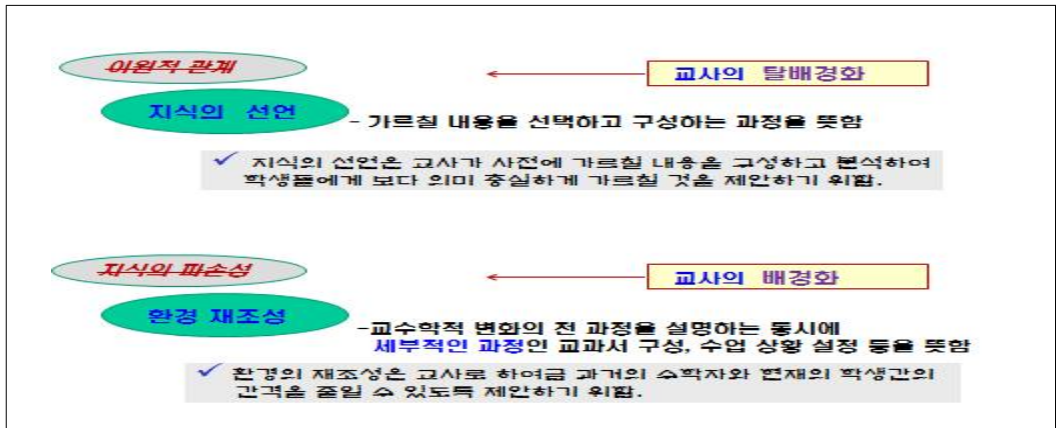 이원적 관계
교사의 탈배경화
지식의 선언 - 가르칠 내용을 선택하고 구성하는 과정을 뜻함
✓ 지식의 선언은 교사가 사전에 가르칠 내용을 구성하고 분석하여
학생들에게 보다 의미 충실하게 가르칠 것을 제안하기 위함.
지식의 파손성
교사의 배경화
환경 재조성 -교수학적 변화의 전 과정을 설명하는 동시에
세부적인 과정인 교과서 구성, 수업 상황 설정 등을 뜻함
✓ 환경의 재조성은 교사로 하여금 과거의 수학자와 현재의 학생간의
간격을 줄일 수 있도록 제안하기 위함.